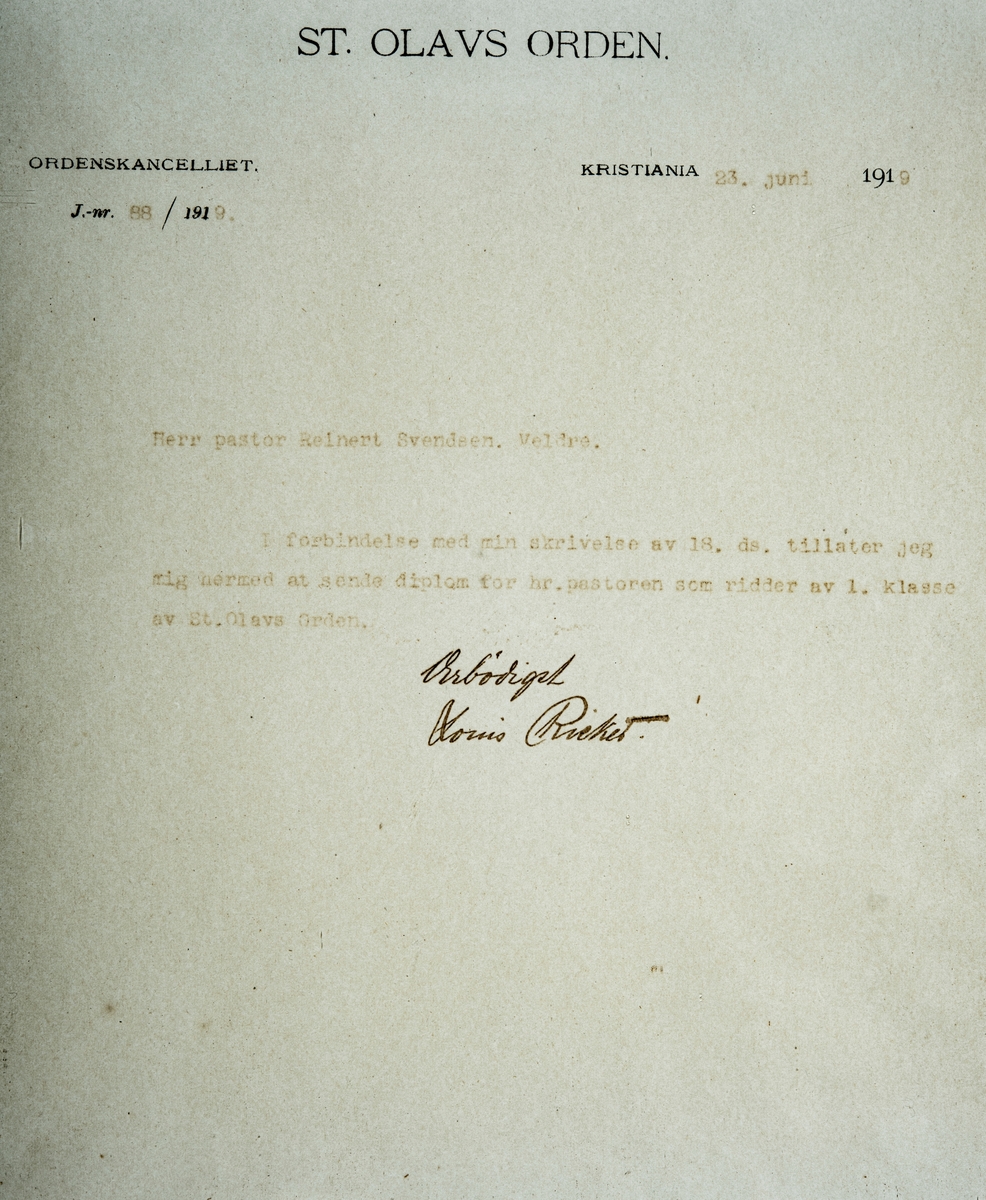 ST. OLAVS ORDEN.
ORDENSKANCELLIET.
KRISTIANIA 23. juni 1919
J.-nr. 88 / 1919.
Herr pastor Reinert Svendsen. Veldre.
I forbindelse med min skrivelse av 18. ds. tillater jeg
mig hermed at sende diplom for hr.pastoren som ridder av 1. klasse
av St.Olavs Orden.
Ærbödigst
Louis